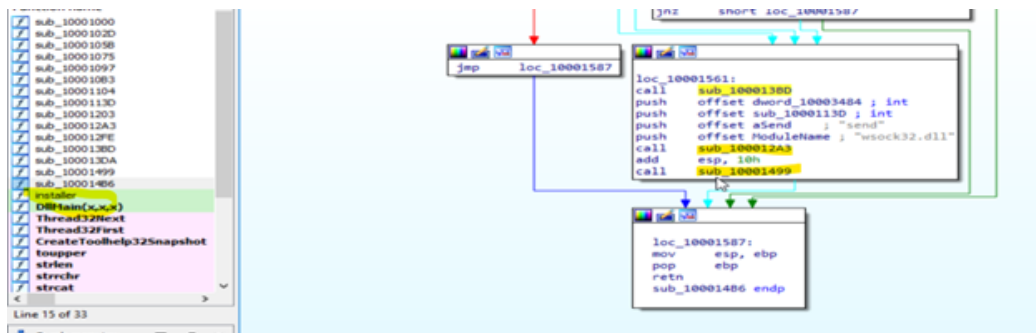 sub_10001000
sub_1000102D
sub_1000105B
sub_10001075
sub_10001097
sub_100010B3
sub_10001104
sub_1000113D
sub_10001203
sub_100012A3
sub_100012FE
sub_100013BD
sub_100013DA
sub_10001499
sub_100014B6
installer
DllMain(x,x,x)
Thread32Next
Thread32First
CreateToolhelp32Snapshot
toupper
strlen
strrchr
strcat
Line 15 of 33
jnz short loc_10001587
jmp loc_10001587
loc_10001561:
call sub_100013BD
push offset dword_10003484 ; int
push offset sub_1000113D ; int
push offset aSend ; "send"
push offset ModuleName ; "wsock32.dll"
call sub_100012A3
add esp, 10h
call sub_10001499
loc_10001587:
mov esp, ebp
pop ebp
retn
sub_100014B6 endp